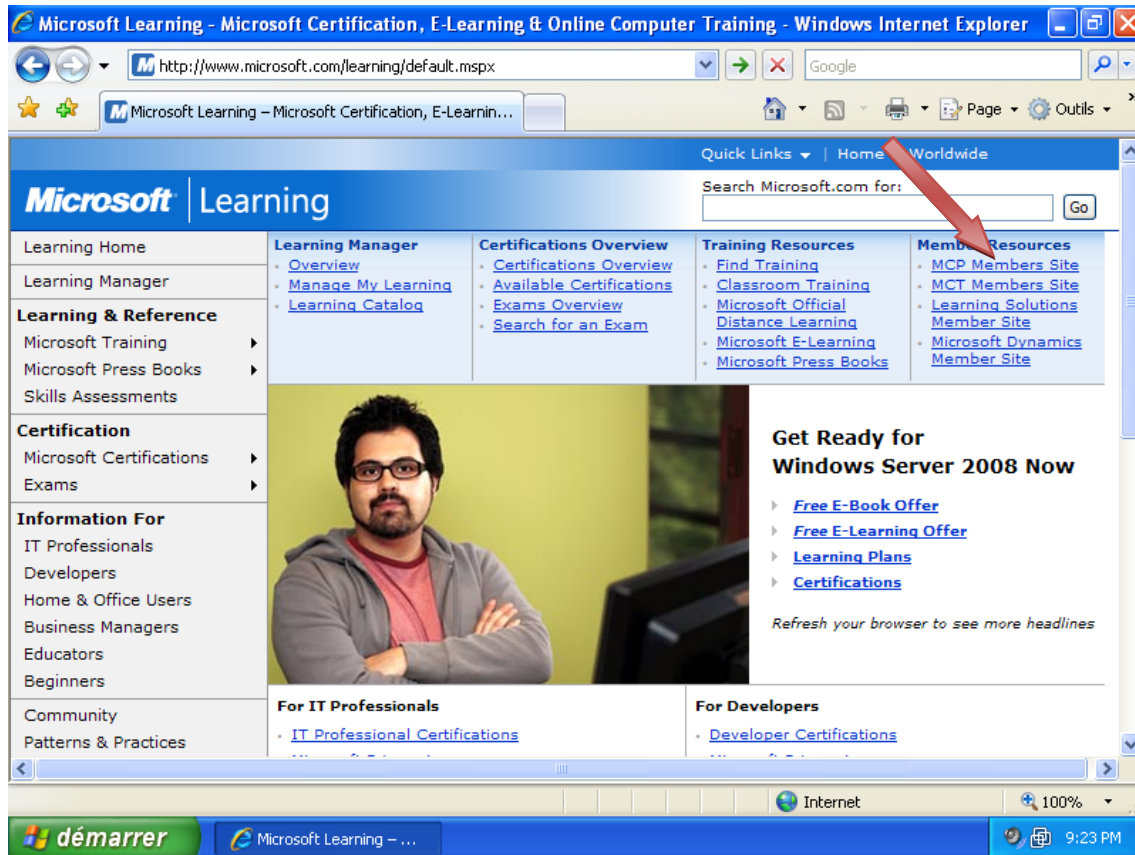 Microsoft Learning - Microsoft Certification, E-Learning & Online Computer Training - Windows Internet Explorer
http://www.microsoft.com/learning/default.mspx
Google
Microsoft Learning – Microsoft Certification, E-Learnin...
Page
Outils
Quick Links | Home Worldwide
Microsoft Learning
Search Microsoft.com for:
Go
Learning Home
Learning Manager
Learning & Reference
Microsoft Training
Microsoft Press Books
Skills Assessments
Certification
Microsoft Certifications
Exams
Information For
IT Professionals
Developers
Home & Office Users
Business Managers
Educators
Beginners
Community
Patterns & Practices
Learning Manager
Overview
Manage My Learning
Learning Catalog
Certifications Overview
Certifications Overview
Available Certifications
Exams Overview
Search for an Exam
Training Resources
Find Training
Classroom Training
Microsoft Official
Distance Learning
Microsoft E-Learning
Microsoft Press Books
Member Resources
MCP Members Site
MCT Members Site
Learning Solutions
Member Site
Microsoft Dynamics
Member Site
Get Ready for
Windows Server 2008 Now
Free E-Book Offer
Free E-Learning Offer
Learning Plans
Certifications
Refresh your browser to see more headlines
For IT Professionals
IT Professional Certifications
For Developers
Developer Certifications
Internet
100%
démarrer
Microsoft Learning – ...
9:23 PM